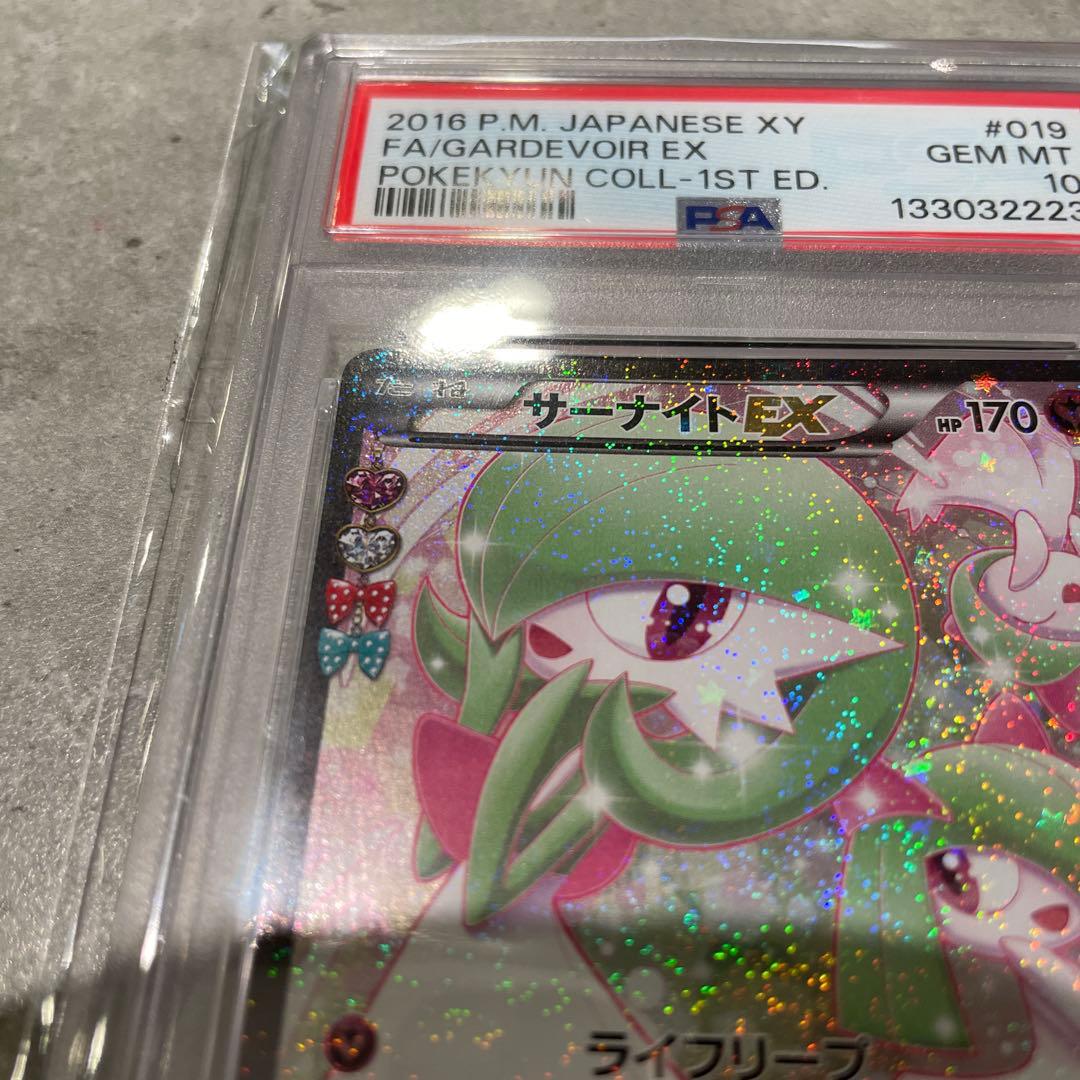 2016 P.M. JAPANESE XY #019
FA/GARDEVOIR EX GEM MT
POKEKYUN COLL-1ST ED. 10
PSA 133032223
たね サーナイトEX HP170
ライフリープ